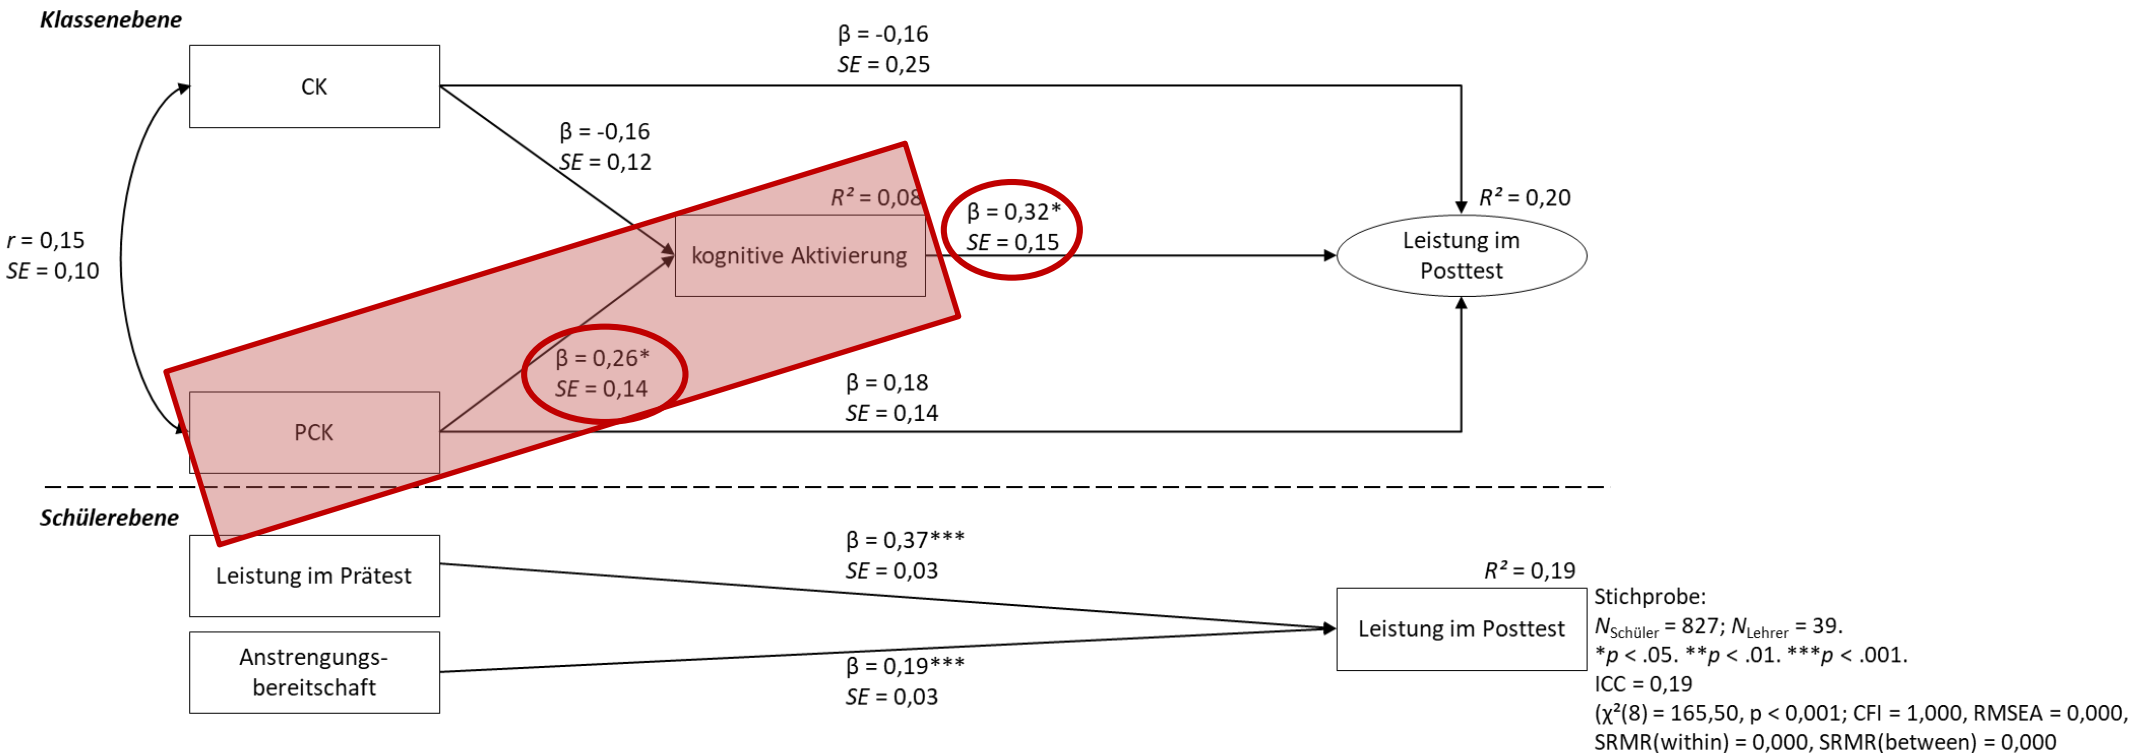 Klassenebene
β = -0,16
SE = 0,25
CK
β = -0,16
SE = 0,12
R² = 0,08
β = 0,32*
SE = 0,15
R² = 0,20
r = 0,15
SE = 0,10
kognitive Aktivierung
Leistung im
Posttest
β = 0,26*
SE = 0,14
β = 0,18
SE = 0,14
PCK
Schülerebene
β = 0,37***
SE = 0,03
Leistung im Prätest
R² = 0,19
Leistung im Posttest
Anstrengungs-
bereitschaft
β = 0,19***
SE = 0,03
Stichprobe:
NSchüler = 827; NLehrer = 39.
*p < .05. **p < .01. ***p < .001.
ICC = 0,19
(χ²(8) = 165,50, p < 0,001; CFI = 1,000, RMSEA = 0,000,
SRMR(within) = 0,000, SRMR(between) = 0,000